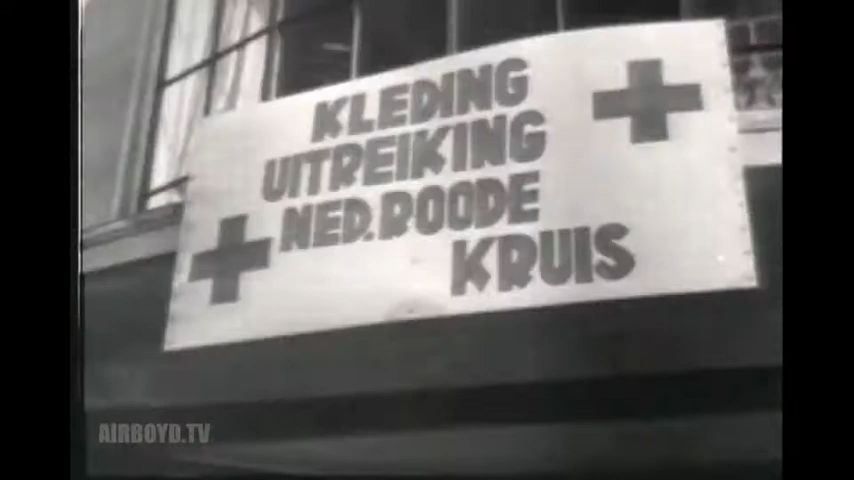 KLEDING
UITREIKING
NED. ROODE
KRUIS
AIRBOYD.TV